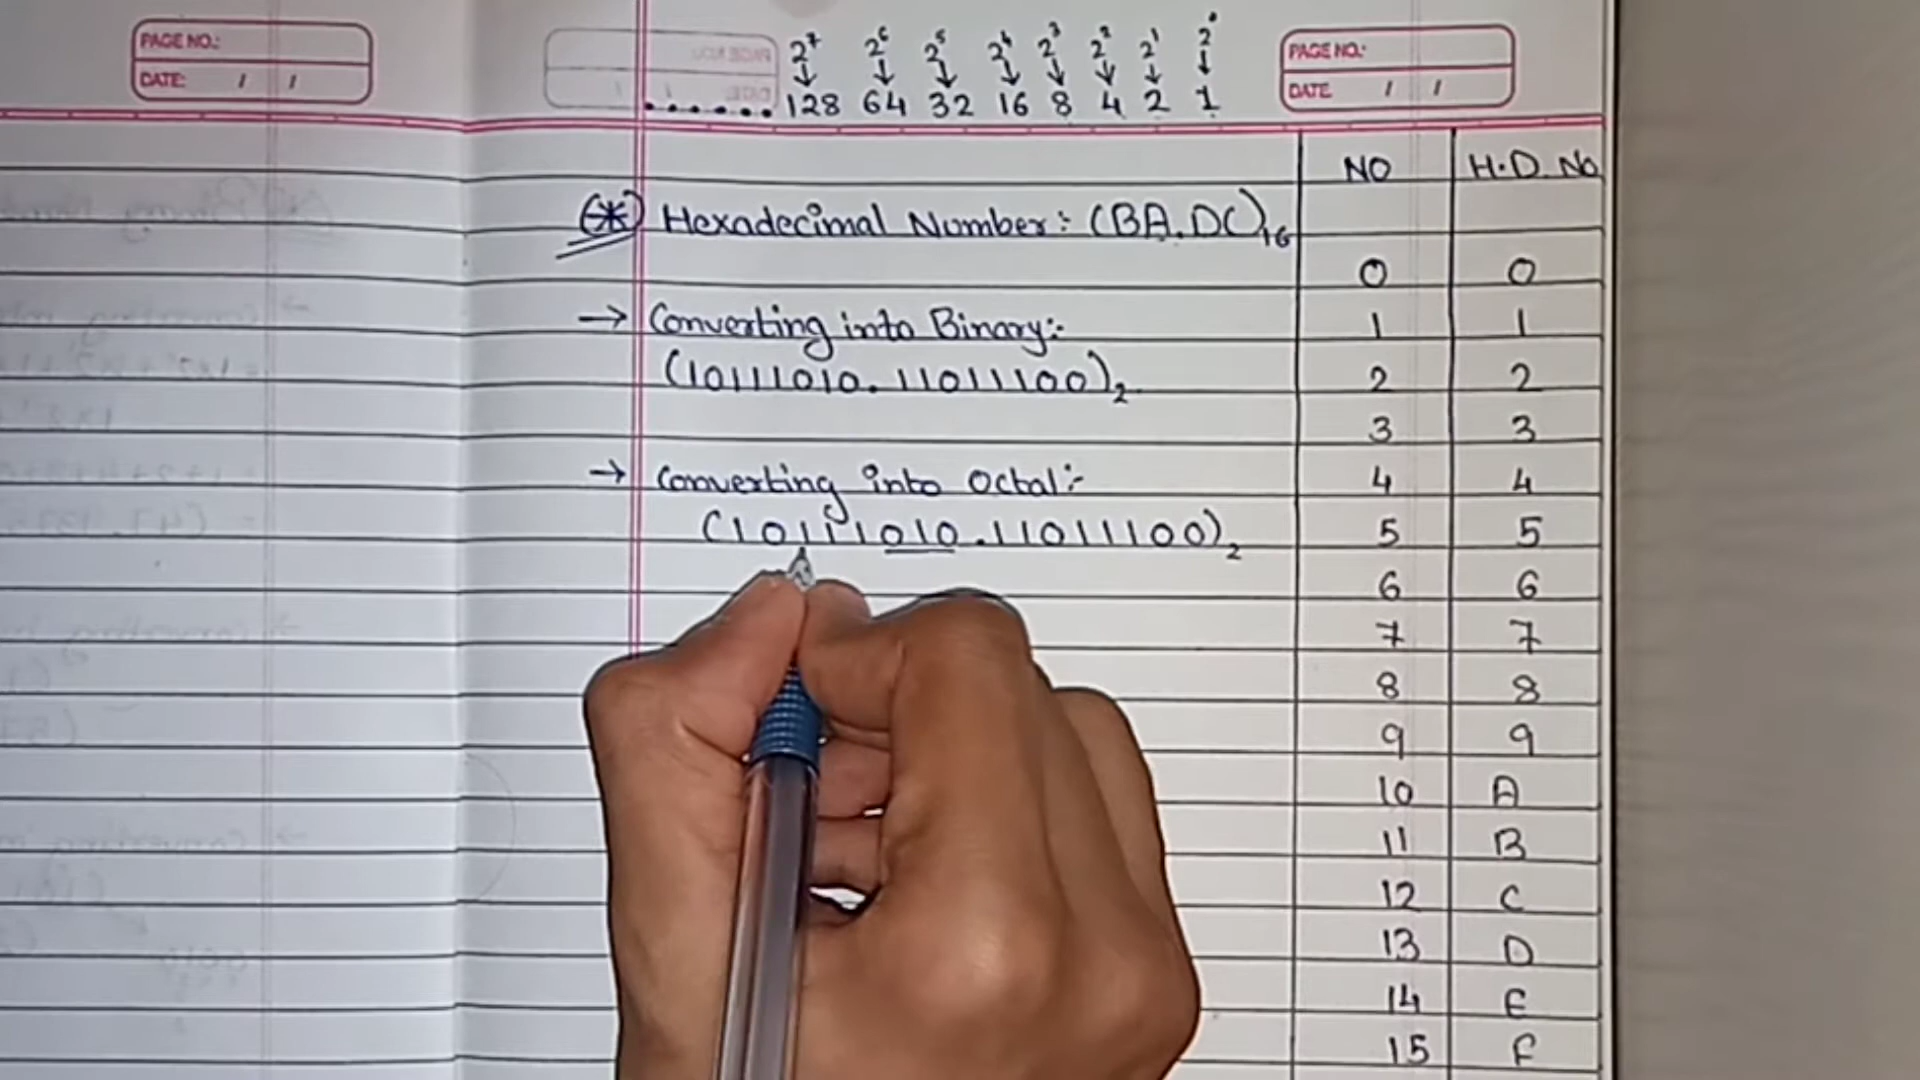 PAGE NO.:
DATE: / /
2⁷ 2⁶ 2⁵ 2⁴ 2³ 2² 2¹ 2⁰
↓ ↓ ↓ ↓ ↓ ↓ ↓ ↓
....... 128 64 32 16 8 4 2 1
PAGE NO.:
DATE / /
(*) Hexadecimal Number:- (BA.DC)₁₆
→ Converting into Binary:-
(10111010.11011100)₂
→ Converting into Octal:-
(10111010.11011100)₂
NO H.D. No
0 0
1 1
2 2
3 3
4 4
5 5
6 6
7 7
8 8
9 9
10 A
11 B
12 C
13 D
14 E
15 F